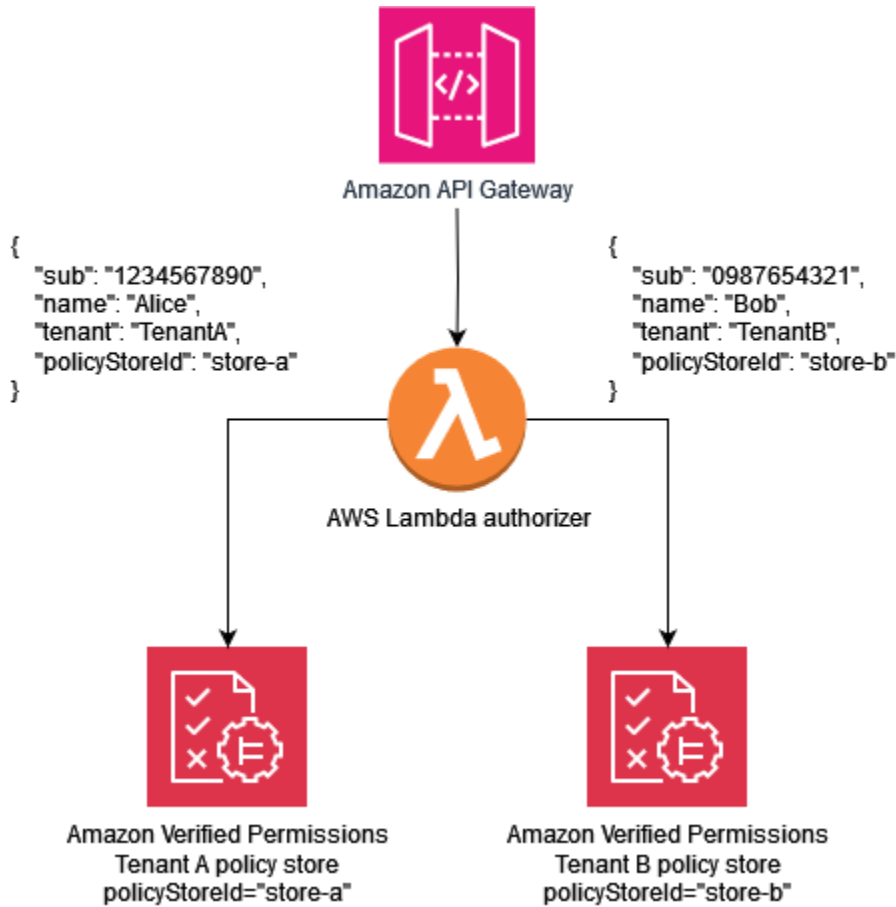 </>
Amazon API Gateway
{
"sub": "1234567890",
"name": "Alice",
"tenant": "TenantA",
"policyStoreId": "store-a"
}
{
"sub": "0987654321",
"name": "Bob",
"tenant": "TenantB",
"policyStoreId": "store-b"
}
λ
AWS Lambda authorizer
Amazon Verified Permissions
Tenant A policy store
policyStoreId="store-a"
Amazon Verified Permissions
Tenant B policy store
policyStoreId="store-b"